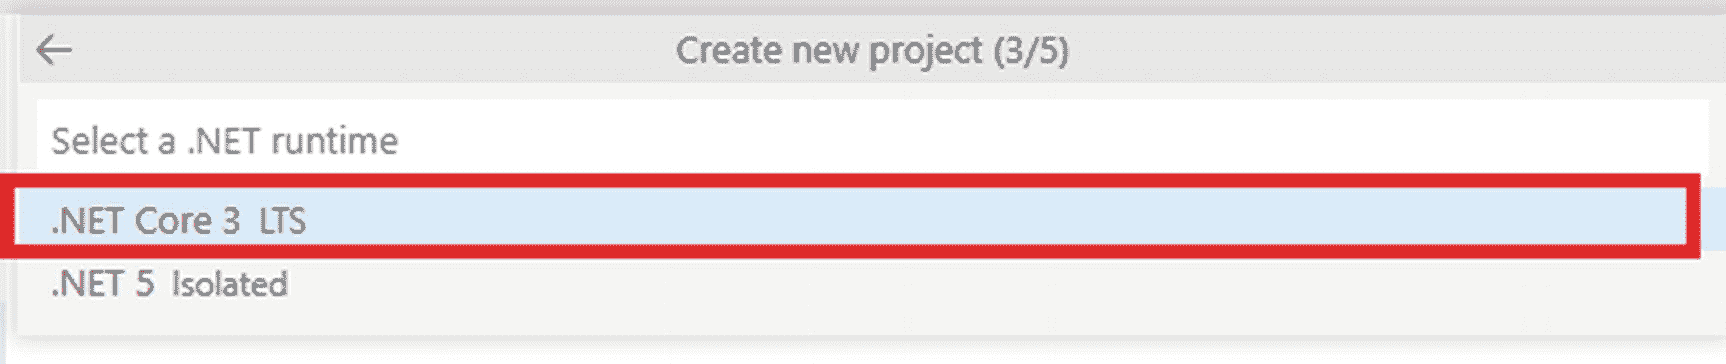 Create new project (3/5)
Select a .NET runtime
.NET Core 3 LTS
.NET 5 Isolated